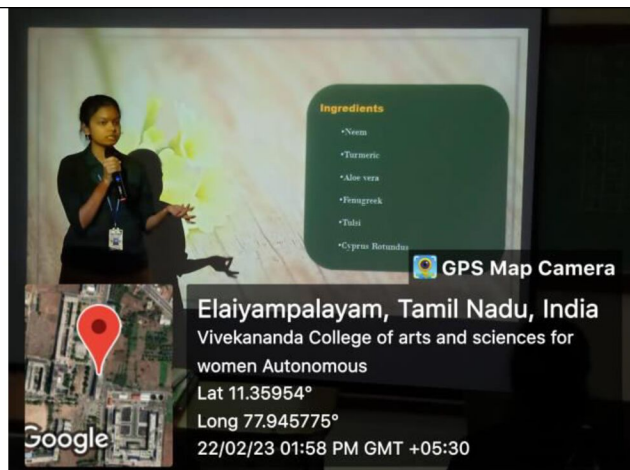 Ingredients
•Neem
•Turmeric
•Aloe vera
•Fenugreek
•Tulsi
•Cyprus Rotundus
GPS Map Camera
Elaiyampalayam, Tamil Nadu, India
Vivekananda College of arts and sciences for
women Autonomous
Lat 11.35954°
Long 77.945775°
22/02/23 01:58 PM GMT +05:30
Google